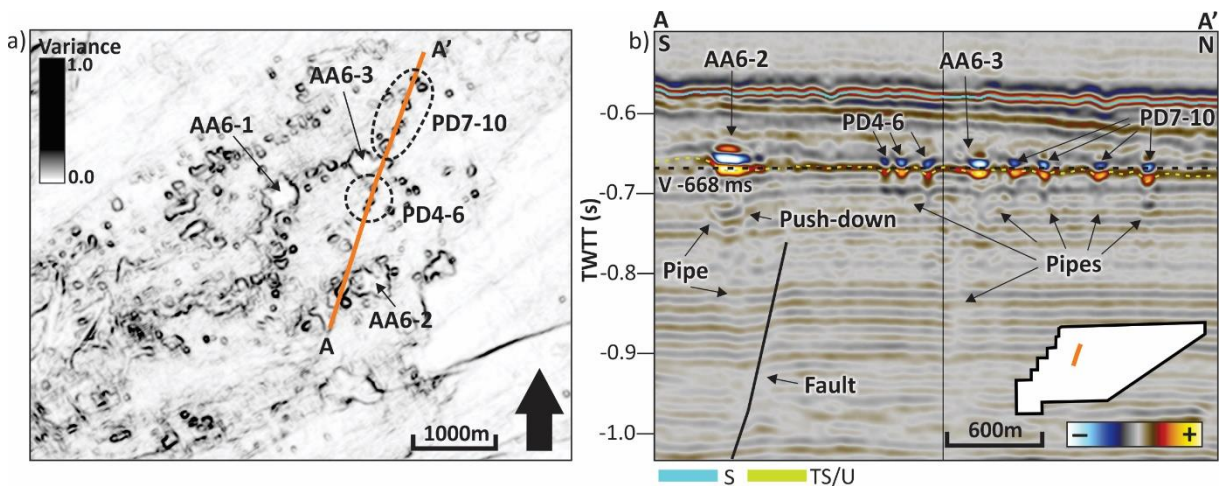 a)
Variance
1.0
0.0
AA6-1
AA6-3
A'
PD7-10
PD4-6
AA6-2
A
1000m
b)
A
S
A'
N
AA6-2
AA6-3
PD4-6
PD7-10
-0.6
V -668 ms
-0.7
Push-down
Pipe
Pipes
-0.8
TWTT (s)
-0.9
Fault
-1.0
600m
− +
S TS/U